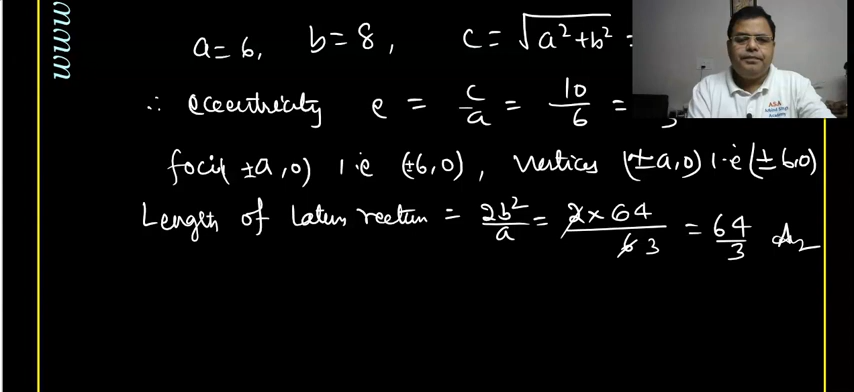 a = 6, b = 8, c = √(a² + b²) =
∴ eccentricity e = c/a = 10/6 =
foci (±a, 0) i.e (±6, 0), Vertices (±a, 0) i.e (± 6, 0)
Length of Latus rectum = 2b²/a = 2 × 64 / 6 3 = 64/3 Ans
ASA
Academy